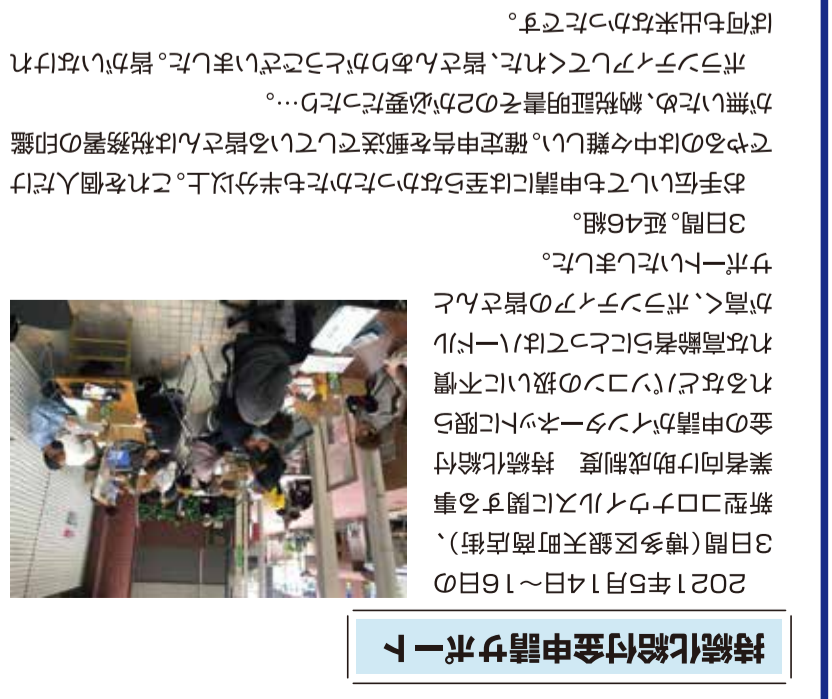 持続化給付金申請サポート
2021年5月14日〜16日の
3日間(博多区銀天町商店街)、
新型コロナウイルスに関する事
業者向け助成制度　持続化給付
金の申請がインターネットに限ら
れるなどパソコンの扱いに不慣
れな高齢者らにとってはハードル
が高く、ボランティアの皆さんと
サポートいたしました。
3日間。延46組。
お手伝いしても申請には至らなかったかたも半分以上。これを個人だけ
でやるのは中々難しい。確定申告を郵送でしている皆さんは税務署の印鑑
が無いため、納税証明書その2が必要だったり…。
ボランティアしてくれた、皆さんありがとうございました。皆がいなけれ
ば何も出来なかったです。